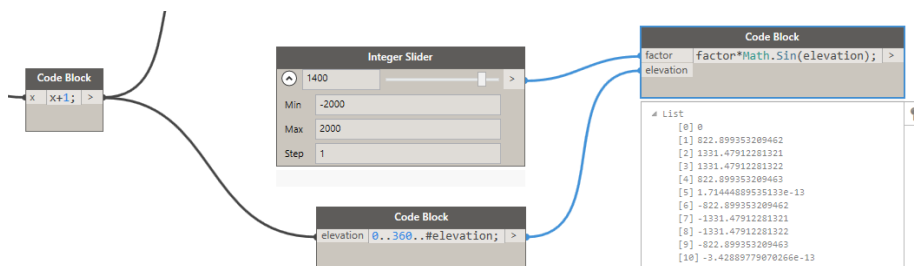 Code Block
x x+1; >
Integer Slider
1400 >
Min -2000
Max 2000
Step 1
Code Block
elevation 0..360..#elevation; >
Code Block
factor factor*Math.Sin(elevation); >
elevation
List
[0] 0
[1] 822.899353209462
[2] 1331.47912281321
[3] 1331.47912281322
[4] 822.899353209463
[5] 1.71444889535133e-13
[6] -822.899353209462
[7] -1331.47912281321
[8] -1331.47912281322
[9] -822.899353209463
[10] -3.42889779070266e-13